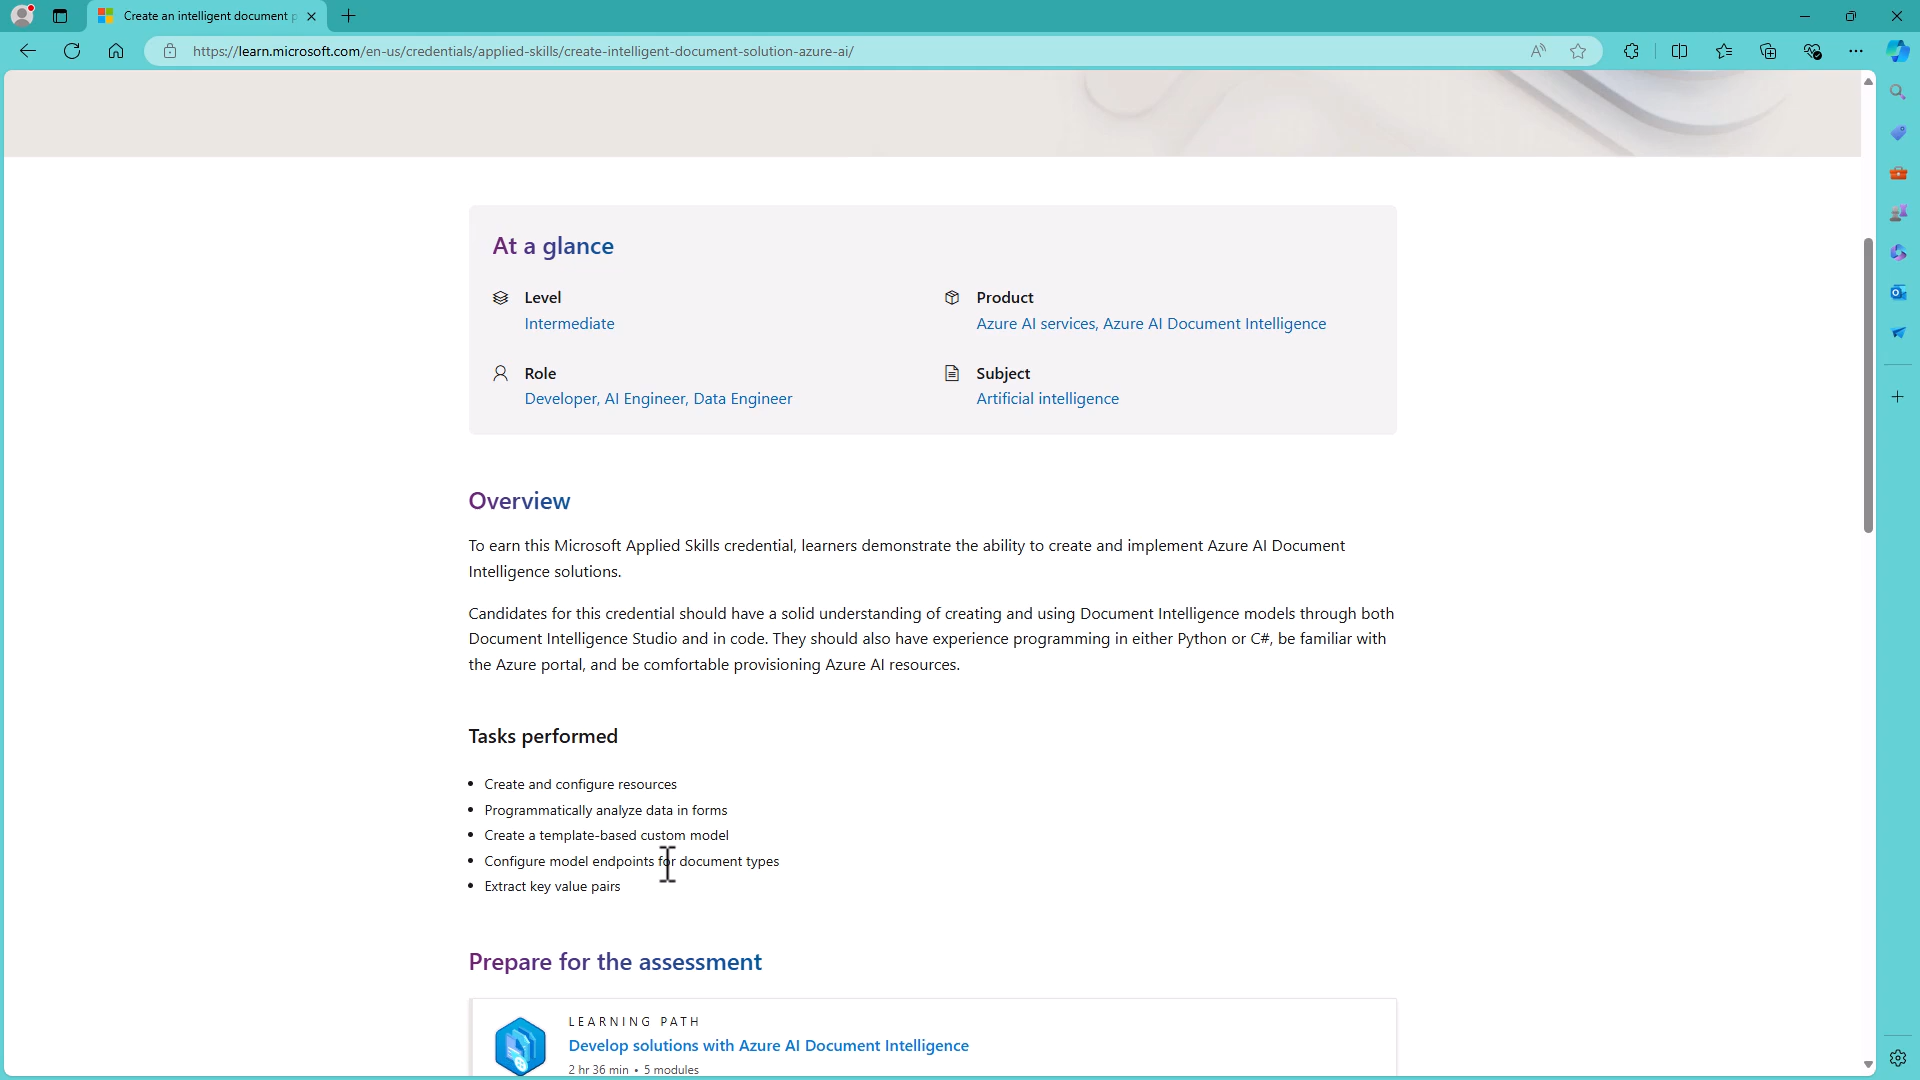 Create an intelligent document p
https://learn.microsoft.com/en-us/credentials/applied-skills/create-intelligent-document-solution-azure-ai/
At a glance
Level
Intermediate
Product
Azure AI services, Azure AI Document Intelligence
Role
Developer, AI Engineer, Data Engineer
Subject
Artificial intelligence
Overview
To earn this Microsoft Applied Skills credential, learners demonstrate the ability to create and implement Azure AI Document
Intelligence solutions.
Candidates for this credential should have a solid understanding of creating and using Document Intelligence models through both
Document Intelligence Studio and in code. They should also have experience programming in either Python or C#, be familiar with
the Azure portal, and be comfortable provisioning Azure AI resources.
Tasks performed
• Create and configure resources
• Programmatically analyze data in forms
• Create a template-based custom model
• Configure model endpoints for document types
• Extract key value pairs
Prepare for the assessment
LEARNING PATH
Develop solutions with Azure AI Document Intelligence
2 hr 36 min • 5 modules